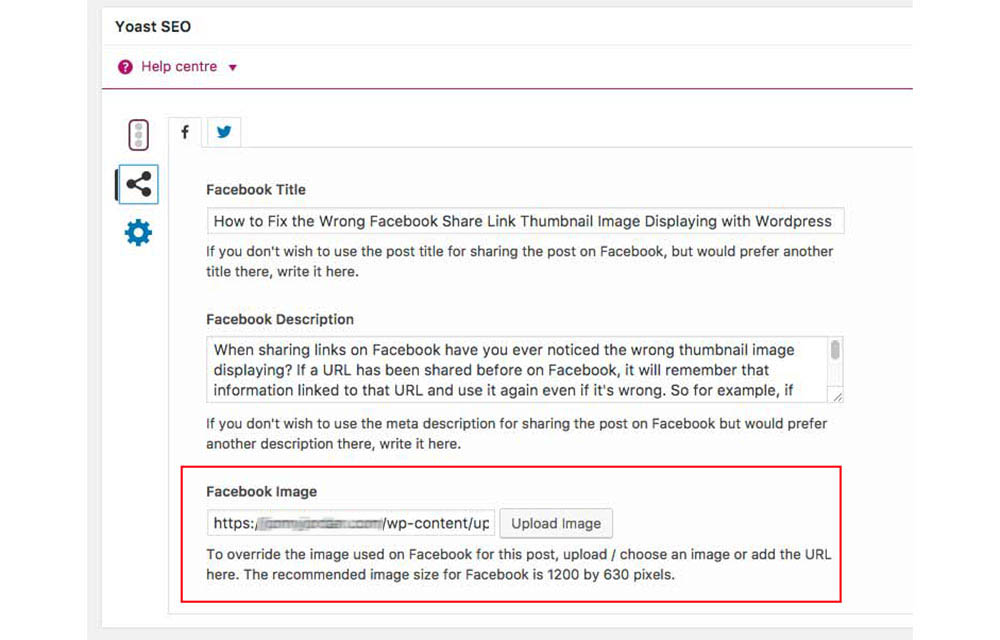 Yoast SEO
Help centre
Facebook Title
How to Fix the Wrong Facebook Share Link Thumbnail Image Displaying with Wordpress
If you don't wish to use the post title for sharing the post on Facebook, but would prefer another
title there, write it here.
Facebook Description
When sharing links on Facebook have you ever noticed the wrong thumbnail image
displaying? If a URL has been shared before on Facebook, it will remember that
information linked to that URL and use it again even if it's wrong. So for example, if
If you don't wish to use the meta description for sharing the post on Facebook but would prefer
another description there, write it here.
Facebook Image
https:/ /wp-content/up
Upload Image
To override the image used on Facebook for this post, upload / choose an image or add the URL
here. The recommended image size for Facebook is 1200 by 630 pixels.